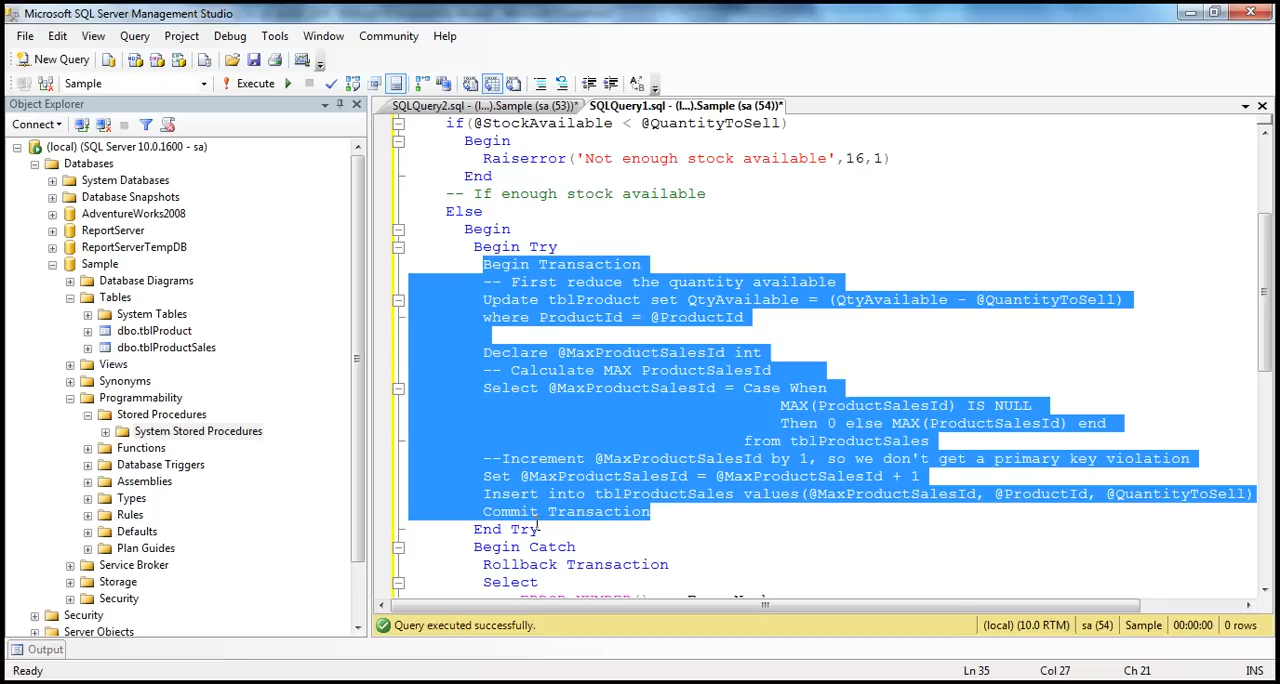 Microsoft SQL Server Management Studio
File Edit View Query Project Debug Tools Window Community Help
New Query
Sample Execute
Object Explorer
SQLQuery2.sql - (l...).Sample (sa (53))* SQLQuery1.sql - (l...).Sample (sa (54))*
Connect
(local) (SQL Server 10.0.1600 - sa)
Databases
System Databases
Database Snapshots
AdventureWorks2008
ReportServer
ReportServerTempDB
Sample
Database Diagrams
Tables
System Tables
dbo.tblProduct
dbo.tblProductSales
Views
Synonyms
Programmability
Stored Procedures
System Stored Procedures
Functions
Database Triggers
Assemblies
Types
Rules
Defaults
Plan Guides
Service Broker
Storage
Security
Security
Server Objects
if(@StockAvailable < @QuantityToSell)
Begin
Raiserror('Not enough stock available',16,1)
End
-- If enough stock available
Else
Begin
Begin Try
Begin Transaction
-- First reduce the quantity available
Update tblProduct set QtyAvailable = (QtyAvailable - @QuantityToSell)
where ProductId = @ProductId
Declare @MaxProductSalesId int
-- Calculate MAX ProductSalesId
Select @MaxProductSalesId = Case When
MAX(ProductSalesId) IS NULL
Then 0 else MAX(ProductSalesId) end
from tblProductSales
--Increment @MaxProductSalesId by 1, so we don't get a primary key violation
Set @MaxProductSalesId = @MaxProductSalesId + 1
Insert into tblProductSales values(@MaxProductSalesId, @ProductId, @QuantityToSell)
Commit Transaction
End Try
Begin Catch
Rollback Transaction
Select
Query executed successfully. (local) (10.0 RTM) sa (54) Sample 00:00:00 0 rows
Output
Ready Ln 35 Col 27 Ch 21 INS